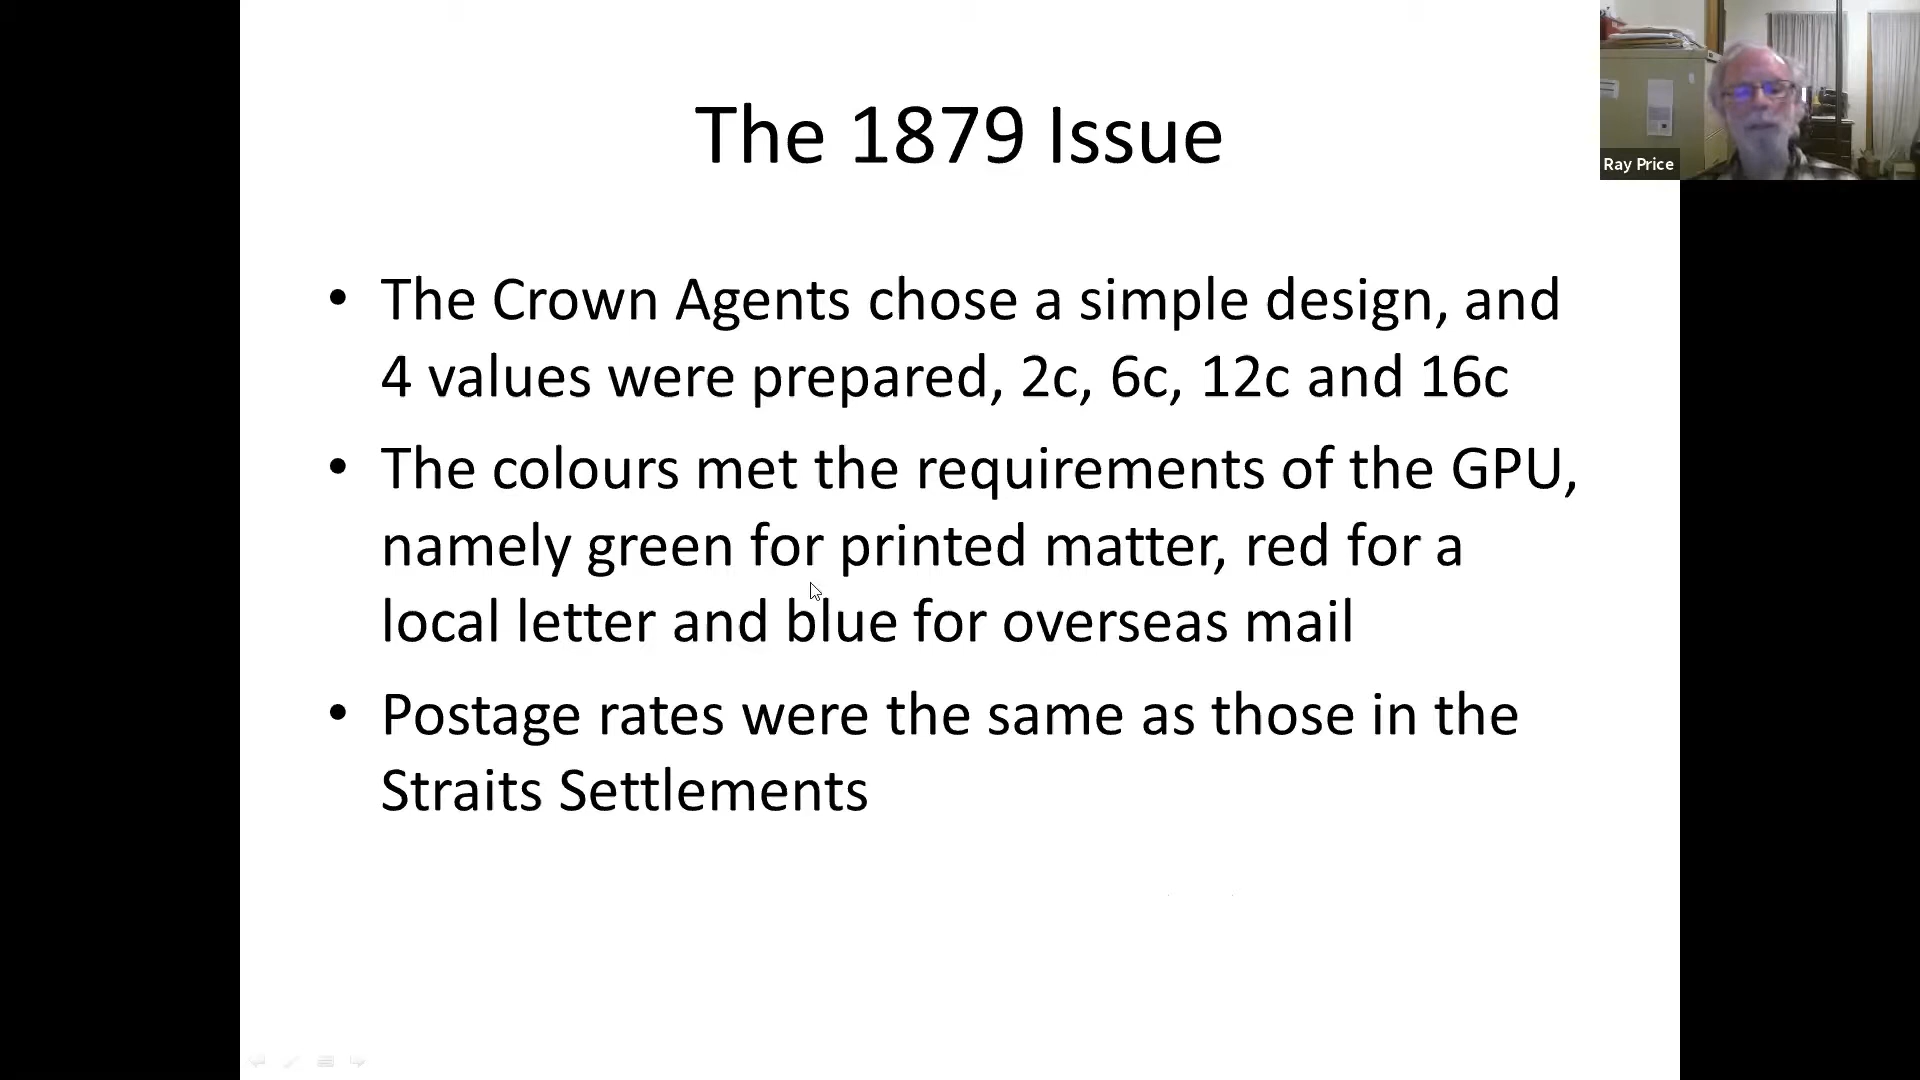 The 1879 Issue
Ray Price
• The Crown Agents chose a simple design, and
4 values were prepared, 2c, 6c, 12c and 16c
• The colours met the requirements of the GPU,
namely green for printed matter, red for a
local letter and blue for overseas mail
• Postage rates were the same as those in the
Straits Settlements